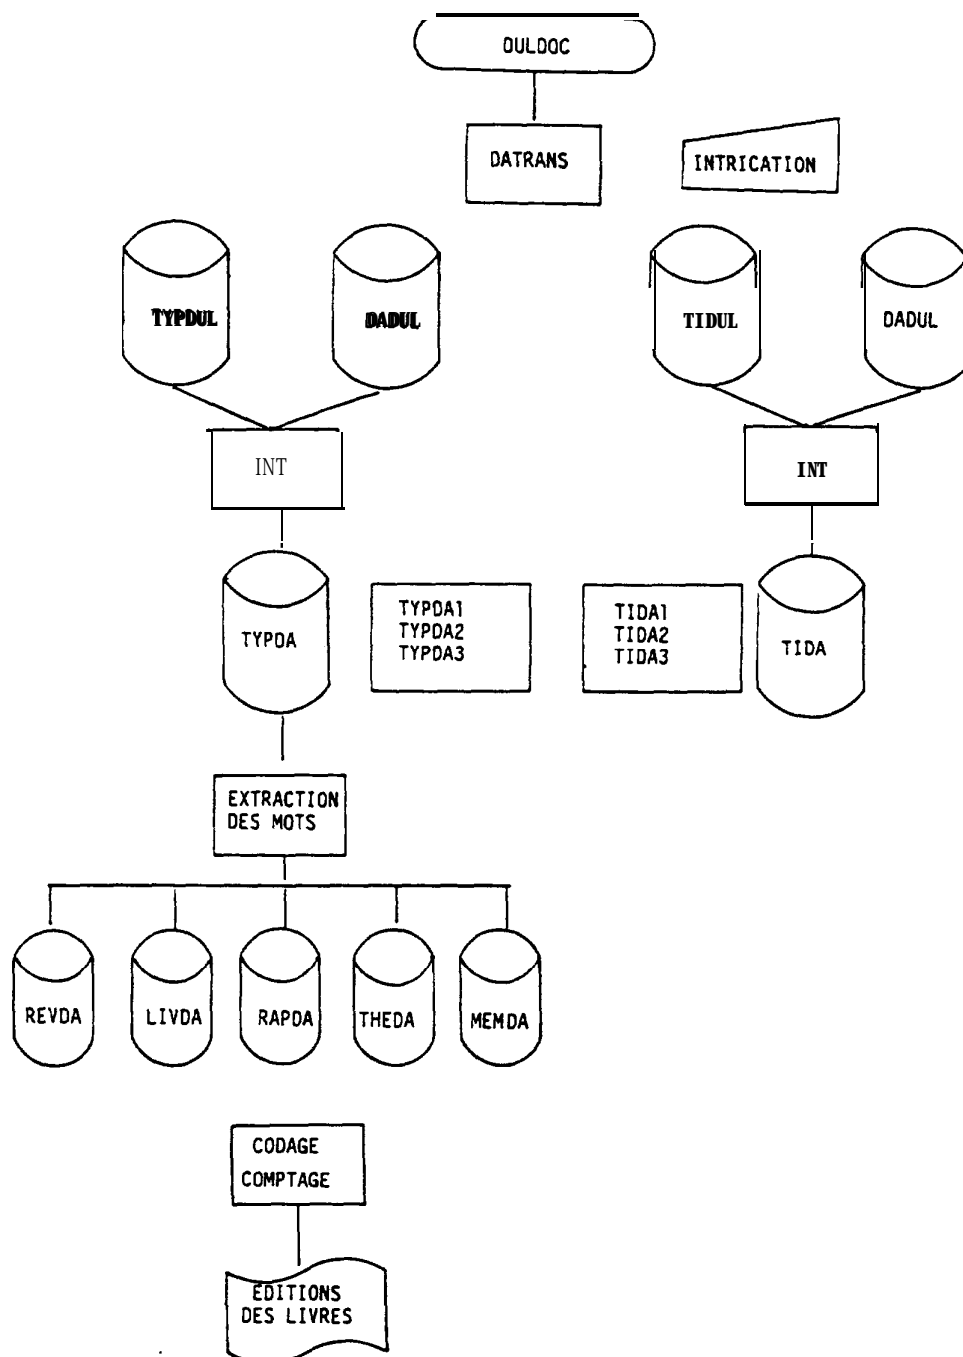 DULDOC
DATRANS
INTRICATION
TYPDUL
DADUL
TIDUL
DADUL
INT
INT
TYPDA
TYPDA1
TYPDA2
TYPDA3
TIDA1
TIDA2
TIDA3
TIDA
EXTRACTION
DES MOTS
REVDA
LIVDA
RAPDA
THEDA
MEMDA
CODAGE
COMPTAGE
EDITIONS
DES LIVRES